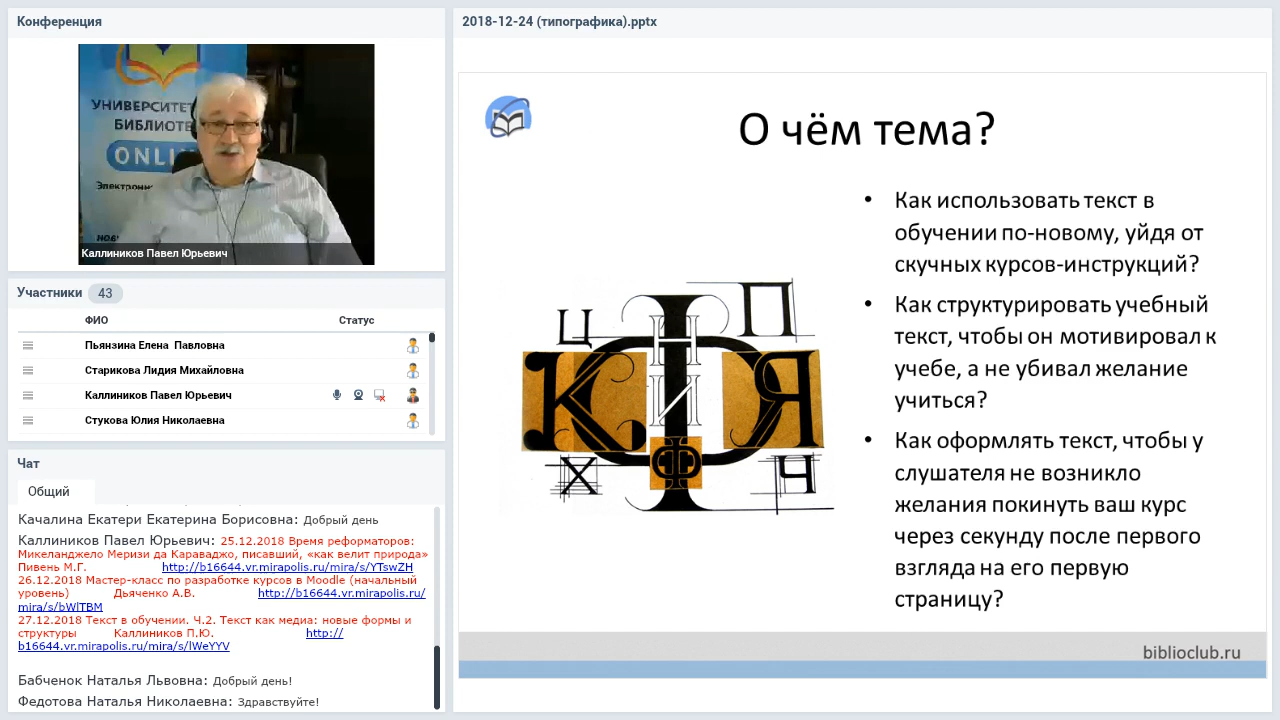 Конференция
УНИВЕРСИТЕТ
БИБЛИОТЕ
ONLI
Электронн
нов
Каллиников Павел Юрьевич
Участники 43
ФИО Статус
Пьянзина Елена Павловна
Старикова Лидия Михайловна
Каллиников Павел Юрьевич
Стукова Юлия Николаевна
Чат
Общий
Качалина Екатери Екатерина Борисовна: Добрый день
Каллиников Павел Юрьевич: 25.12.2018 Время реформаторов:
Микеланджело Меризи да Караваджо, писавший, «как велит природа»
Пивень М.Г. http://b16644.vr.mirapolis.ru/mira/s/YTswZH
26.12.2018 Мастер-класс по разработке курсов в Moodle (начальный
уровень) Дьяченко А.В. http://b16644.vr.mirapolis.ru/
mira/s/bWlTBM
27.12.2018 Текст в обучении. Ч.2. Текст как медиа: новые формы и
структуры Каллиников П.Ю. http://
b16644.vr.mirapolis.ru/mira/s/lWeYYV
Бабченок Наталья Львовна: Добрый день!
Федотова Наталья Николаевна: Здравствуйте!
2018-12-24 (типографика).pptx
О чём тема?
Ц П
Н
К И Я
Ф
Х Ч
• Как использовать текст в
обучении по-новому, уйдя от
скучных курсов-инструкций?
• Как структурировать учебный
текст, чтобы он мотивировал к
учебе, а не убивал желание
учиться?
• Как оформлять текст, чтобы у
слушателя не возникло
желания покинуть ваш курс
через секунду после первого
взгляда на его первую
страницу?
biblioclub.ru